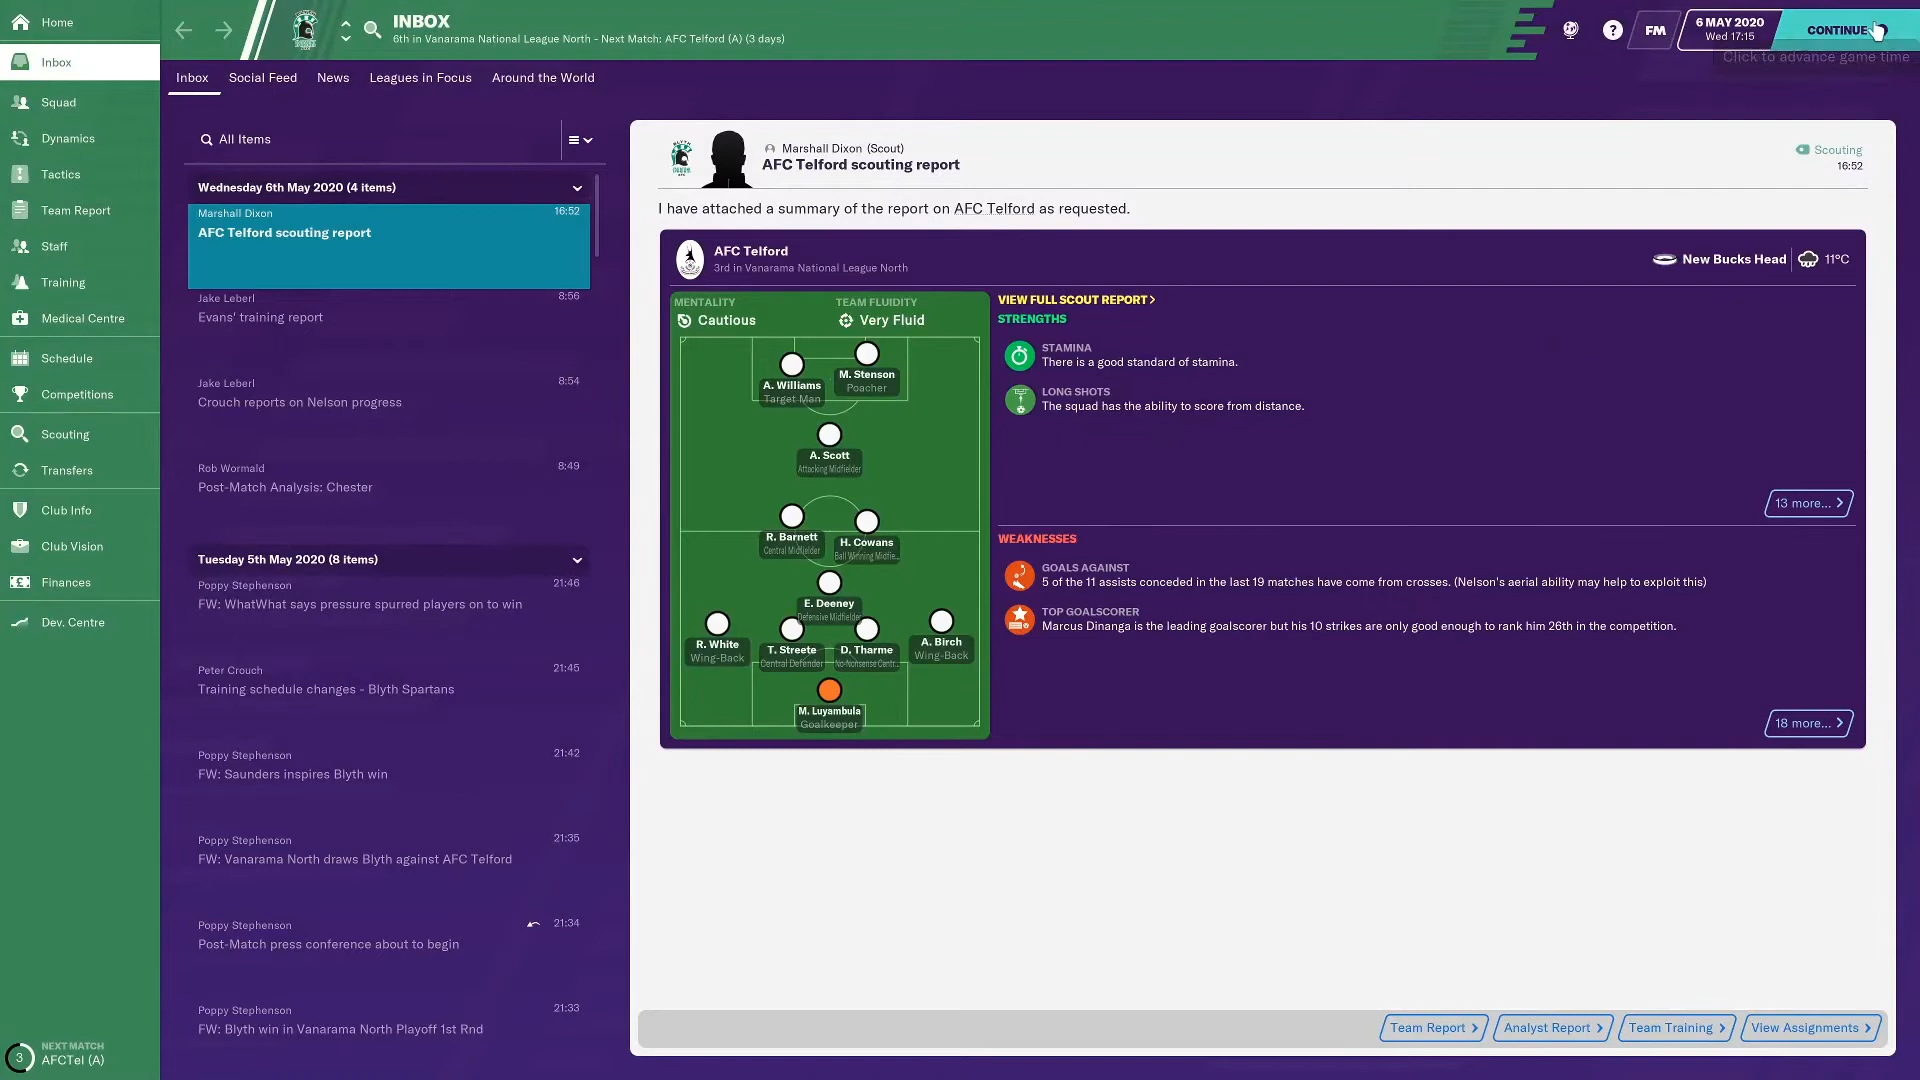 Home
Inbox
Squad
Dynamics
Tactics
Team Report
Staff
Training
Medical Centre
Schedule
Competitions
Scouting
Transfers
Club Info
Club Vision
Finances
Dev. Centre
3
NEXT MATCH
AFCTel (A)
INBOX
6th in Vanarama National League North - Next Match: AFC Telford (A) (3 days)
?
FM
6 MAY 2020
Wed 17:15
CONTINUE
Click to advance game time
Inbox
Social Feed
News
Leagues in Focus
Around the World
All Items
Wednesday 6th May 2020 (4 items)
Marshall Dixon 16:52
AFC Telford scouting report
Jake Leberl 8:56
Evans' training report
Jake Leberl 8:54
Crouch reports on Nelson progress
Rob Wormald 8:49
Post-Match Analysis: Chester
Tuesday 5th May 2020 (8 items)
Poppy Stephenson 21:46
FW: WhatWhat says pressure spurred players on to win
Peter Crouch 21:45
Training schedule changes - Blyth Spartans
Poppy Stephenson 21:42
FW: Saunders inspires Blyth win
Poppy Stephenson 21:35
FW: Vanarama North draws Blyth against AFC Telford
Poppy Stephenson 21:34
Post-Match press conference about to begin
Poppy Stephenson 21:33
FW: Blyth win in Vanarama North Playoff 1st Rnd
Marshall Dixon (Scout)
AFC Telford scouting report
Scouting
16:52
I have attached a summary of the report on AFC Telford as requested.
AFC Telford
3rd in Vanarama National League North
New Bucks Head
11°C
MENTALITY
Cautious
TEAM FLUIDITY
Very Fluid
M. Stenson
Poacher
A. Williams
Target Man
A. Scott
Attacking Midfielder
R. Barnett
Central Midfielder
H. Cowans
Ball Winning Midfie...
E. Deeney
Defensive Midfielder
R. White
Wing-Back
T. Streete
Central Defender
D. Tharme
No-Nonsense Centr...
A. Birch
Wing-Back
M. Luyambula
Goalkeeper
VIEW FULL SCOUT REPORT >
STRENGTHS
STAMINA
There is a good standard of stamina.
LONG SHOTS
The squad has the ability to score from distance.
13 more... >
WEAKNESSES
GOALS AGAINST
5 of the 11 assists conceded in the last 19 matches have come from crosses. (Nelson's aerial ability may help to exploit this)
TOP GOALSCORER
Marcus Dinanga is the leading goalscorer but his 10 strikes are only good enough to rank him 26th in the competition.
18 more... >
Team Report >
Analyst Report >
Team Training >
View Assignments >